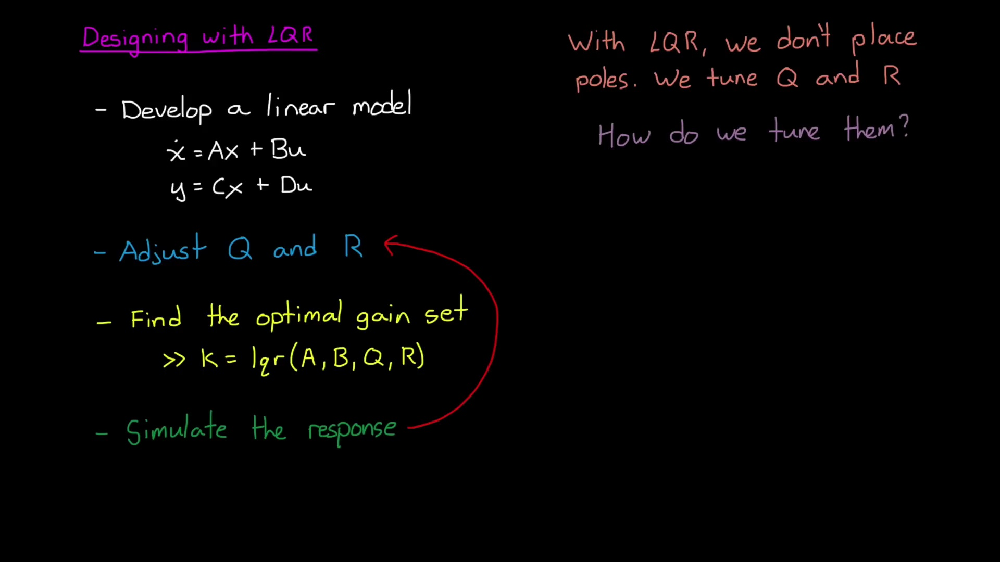 Designing with LQR
- Develop a linear model
ẋ = Ax + Bu
y = Cx + Du
- Adjust Q and R
- Find the optimal gain set
>> K = lqr(A, B, Q, R)
- Simulate the response
With LQR, we don't place
poles. We tune Q and R
How do we tune them?